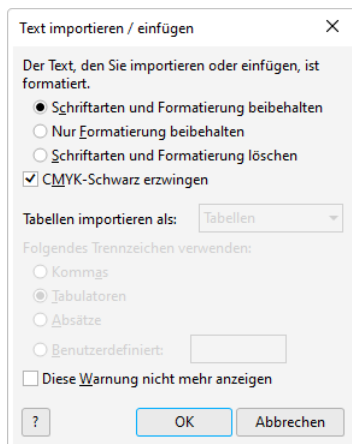 Text importieren / einfügen
Der Text, den Sie importieren oder einfügen, ist
formatiert.
Schriftarten und Formatierung beibehalten
Nur Formatierung beibehalten
Schriftarten und Formatierung löschen
CMYK-Schwarz erzwingen
Tabellen importieren als: Tabellen
Folgendes Trennzeichen verwenden:
Kommas
Tabulatoren
Absätze
Benutzerdefiniert:
Diese Warnung nicht mehr anzeigen
? OK Abbrechen